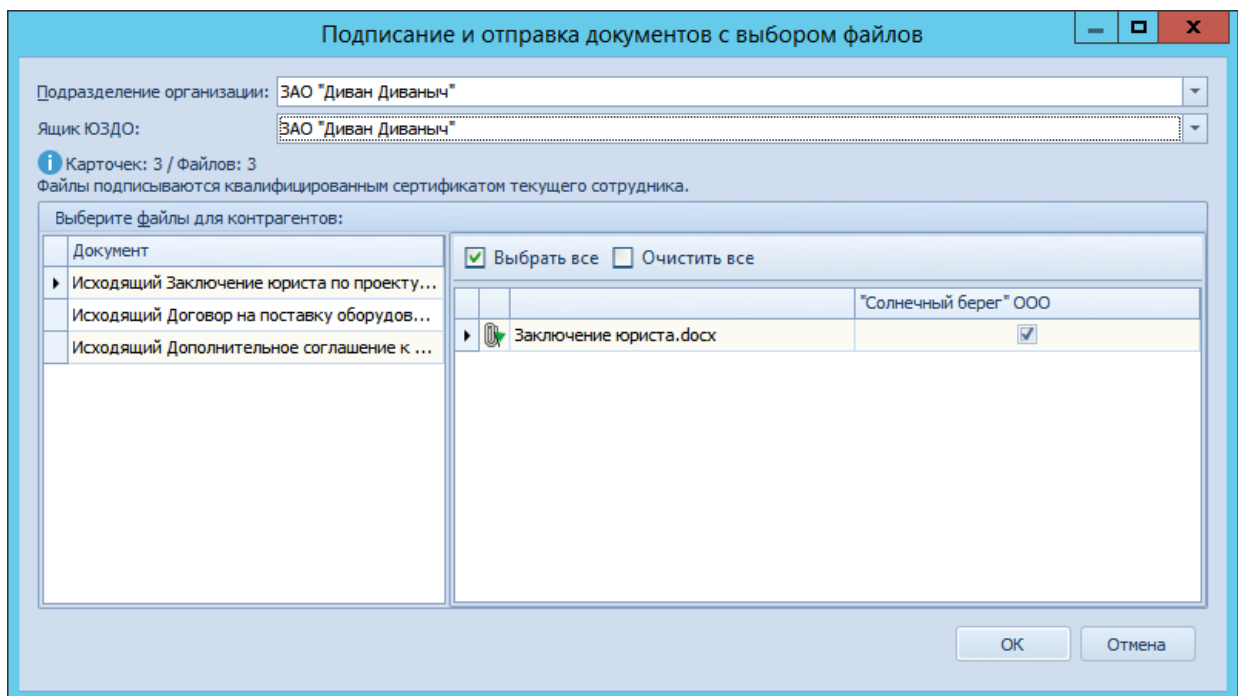 Подписание и отправка документов с выбором файлов
Подразделение организации: ЗАО "Диван Диваныч"
Ящик ЮЗДО: ЗАО "Диван Диваныч"
Карточек: 3 / Файлов: 3
Файлы подписываются квалифицированным сертификатом текущего сотрудника.
Выберите файлы для контрагентов:
Документ
Исходящий Заключение юриста по проекту...
Исходящий Договор на поставку оборудов...
Исходящий Дополнительное соглашение к ...
Выбрать все Очистить все
"Солнечный берег" ООО
Заключение юриста.docx
ОК Отмена